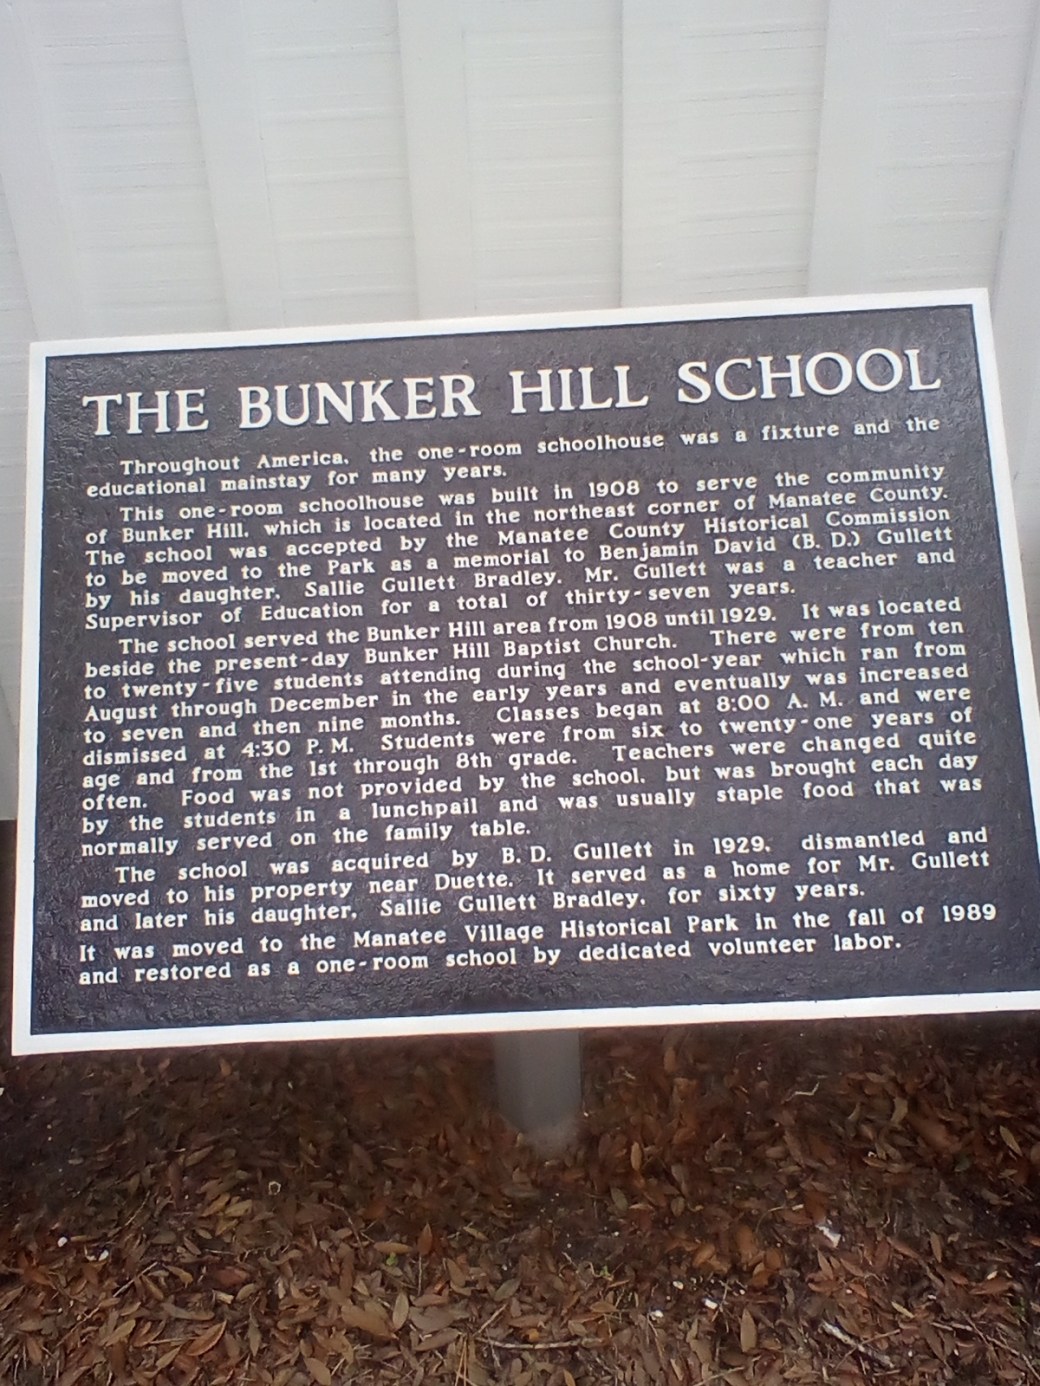 THE BUNKER HILL SCHOOL
Throughout America, the one-room schoolhouse was a fixture and the
educational mainstay for many years.
This one-room schoolhouse was built in 1908 to serve the community
of Bunker Hill, which is located in the northeast corner of Manatee County.
The school was accepted by the Manatee County Historical Commission
to be moved to the Park as a memorial to Benjamin David (B. D.) Gullett
by his daughter, Sallie Gullett Bradley. Mr. Gullett was a teacher and
Supervisor of Education for a total of thirty-seven years.
The school served the Bunker Hill area from 1908 until 1929. It was located
beside the present-day Bunker Hill Baptist Church. There were from ten
to twenty-five students attending during the school-year which ran from
August through December in the early years and eventually was increased
to seven and then nine months. Classes began at 8:00 A. M. and were
dismissed at 4:30 P. M. Students were from six to twenty-one years of
age and from the 1st through 8th grade. Teachers were changed quite
often. Food was not provided by the school, but was brought each day
by the students in a lunchpail and was usually staple food that was
normally served on the family table.
The school was acquired by B. D. Gullett in 1929, dismantled and
moved to his property near Duette. It served as a home for Mr. Gullett
and later his daughter, Sallie Gullett Bradley, for sixty years.
It was moved to the Manatee Village Historical Park in the fall of 1989
and restored as a one-room school by dedicated volunteer labor.